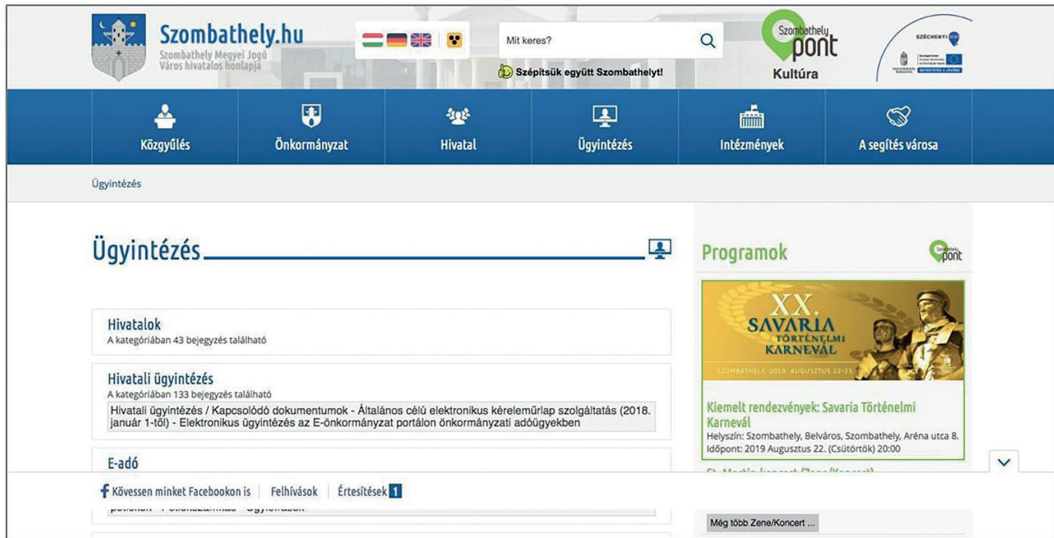 Szombathely.hu
Szombathely Megyei Jogú
Város hivatalos honlapja
Mit keres?
Szépítsük együtt Szombathelyt!
Szombathely
pont
Kultúra
SZÉCHENYI
Közgyűlés
Önkormányzat
Hivatal
Ügyintézés
Intézmények
A segítés városa
Ügyintézés
Ügyintézés
Hivatalok
A kategóriában 43 bejegyzés található
Hivatali ügyintézés
A kategóriában 133 bejegyzés található
Hivatali ügyintézés / Kapcsolódó dokumentumok - Általános célú elektronikus kéreleműrlap szolgáltatás (2018.
január 1-től) - Elektronikus ügyintézés az E-önkormányzat portálon önkormányzati adóügyekben
E-adó
Programok
Szombathely
pont
XX.
SAVARIA
TÖRTÉNELMI
KARNEVÁL
SZOMBATHELY, 2019. AUGUSZTUS 22-25.
Kiemelt rendezvények: Savaria Történelmi
Karnevál
Helyszín: Szombathely, Belváros, Szombathely, Aréna utca 8.
Időpont: 2019 Augusztus 22. (Csütörtök) 20:00
Kövessen minket Facebookon is
Felhívások
Értesítések 1
Még több Zene/Koncert ...